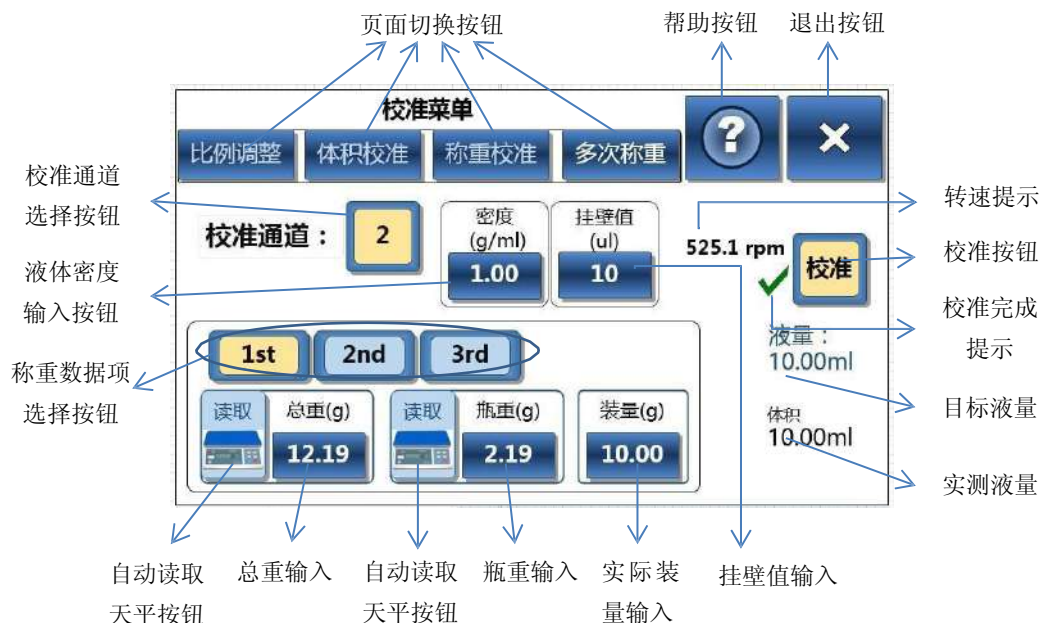 页面切换按钮
帮助按钮
退出按钮
校准菜单
比例调整
体积校准
称重校准
多次称重
?
×
校准通道
选择按钮
校准通道：
2
密度
(g/ml)
1.00
挂壁值
(ul)
10
525.1 rpm
校准
转速提示
校准按钮
液体密度
输入按钮
校准完成
提示
称重数据项
选择按钮
1st
2nd
3rd
液量：
10.00ml
目标液量
读取
总重(g)
12.19
读取
瓶重(g)
2.19
装量(g)
10.00
体积
10.00ml
实测液量
自动读取
天平按钮
总重输入
自动读取
天平按钮
瓶重输入
实际装
量输入
挂壁值输入